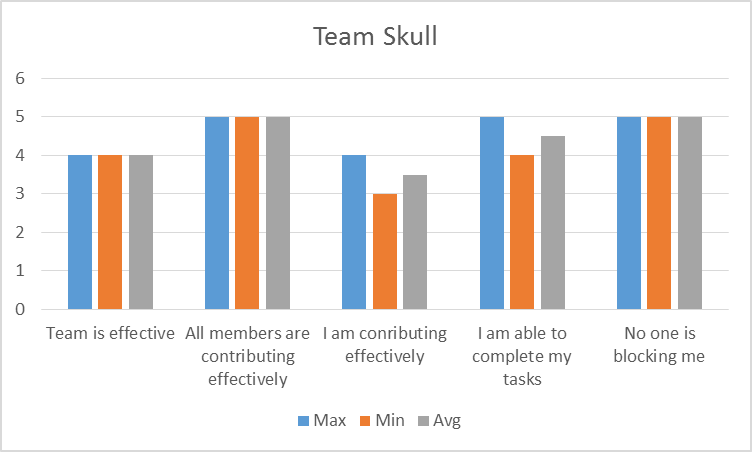 Team Skull
6
5
4
3
2
1
0
Team is effective
All members are
contributing
effectively
I am conributing
effectively
I am able to
complete my
tasks
No one is
blocking me
Max Min Avg